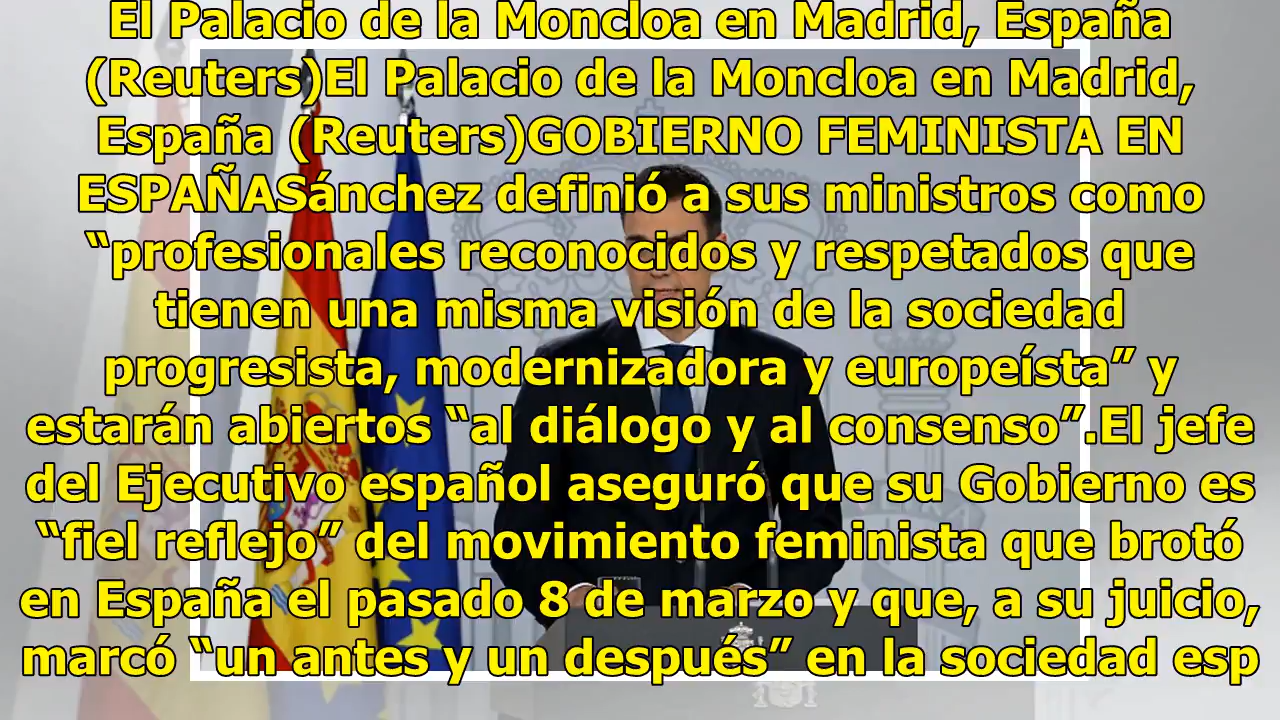 El Palacio de la Moncloa en Madrid, España
(Reuters)El Palacio de la Moncloa en Madrid,
España (Reuters)GOBIERNO FEMINISTA EN
ESPAÑASánchez definió a sus ministros como
“profesionales reconocidos y respetados que
tienen una misma visión de la sociedad
progresista, modernizadora y europeísta” y
estarán abiertos “al diálogo y al consenso”.El jefe
del Ejecutivo español aseguró que su Gobierno es
“fiel reflejo” del movimiento feminista que brotó
en España el pasado 8 de marzo y que, a su juicio,
marcó “un antes y un después” en la sociedad esp